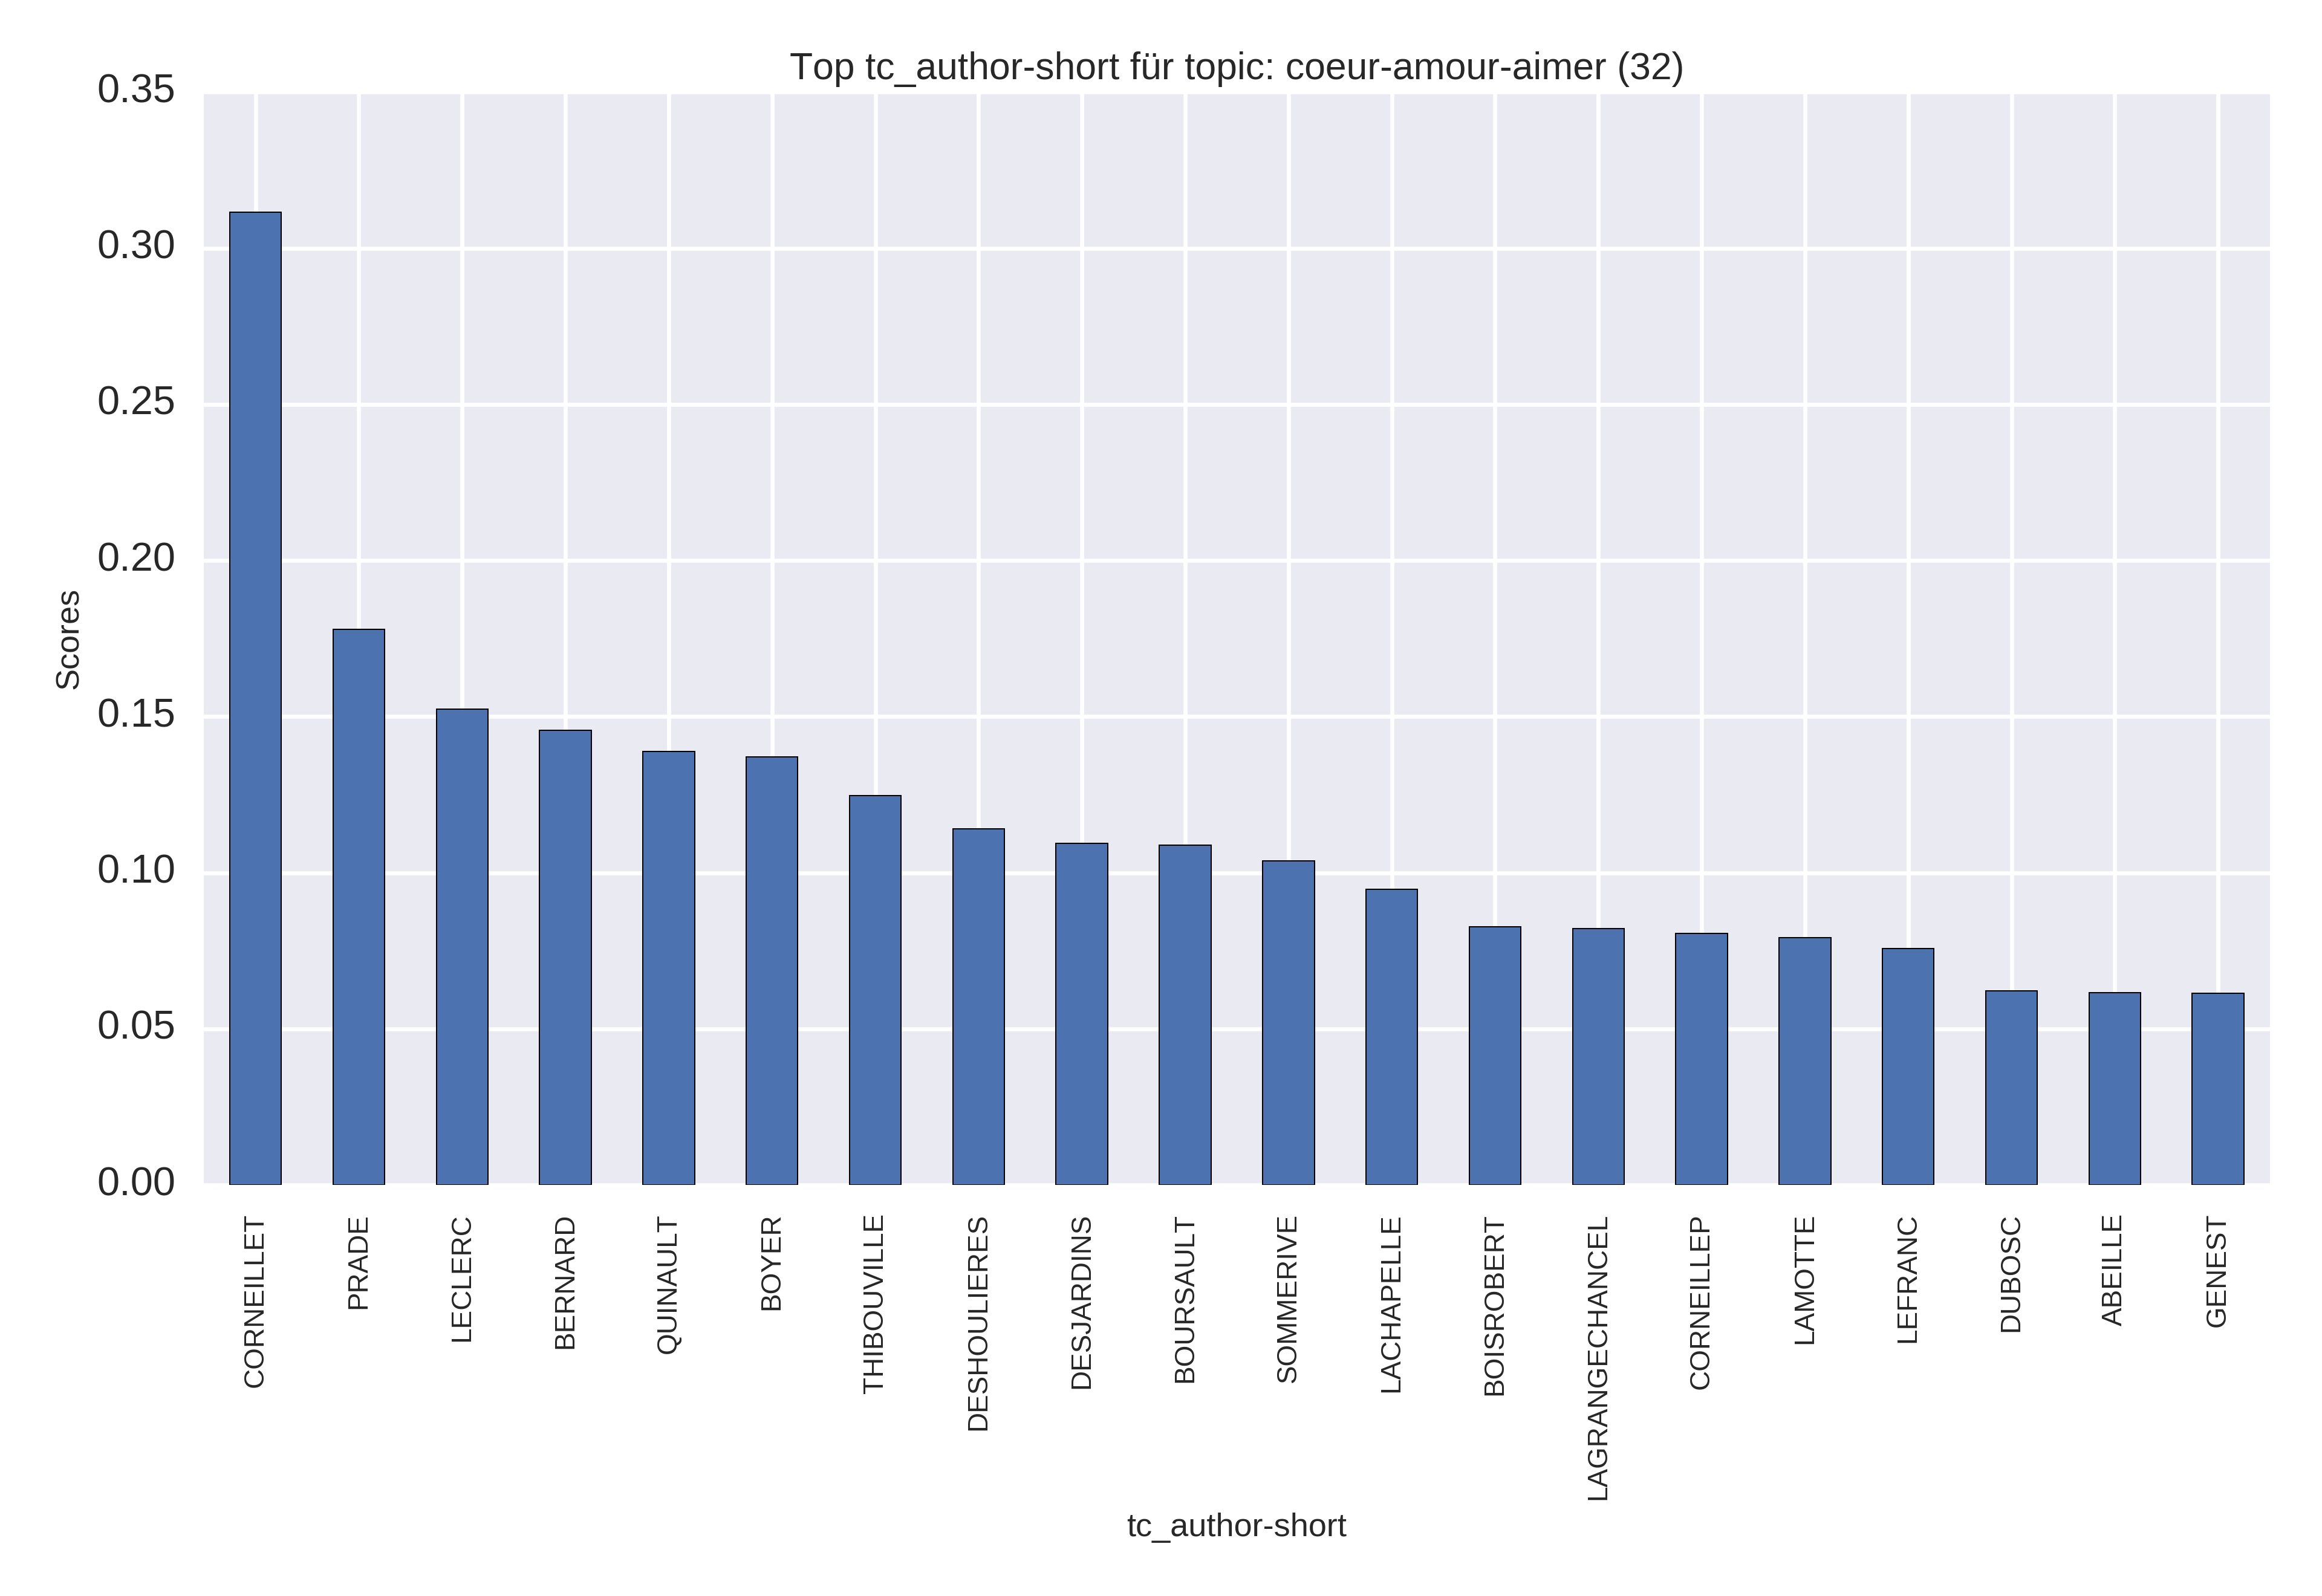 Top tc_author-short für topic: coeur-amour-aimer (32)
0.35
0.30
0.25
0.20
0.15
0.10
0.05
0.00
Scores
CORNEILLET
PRADE
LECLERC
BERNARD
QUINAULT
BOYER
THIBOUVILLE
DESHOULIERES
DESJARDINS
BOURSAULT
SOMMERIVE
LACHAPELLE
BOISROBERT
LAGRANGECHANCEL
CORNEILLEP
LAMOTTE
LEFRANC
DUBOSC
ABEILLE
GENEST
tc_author-short